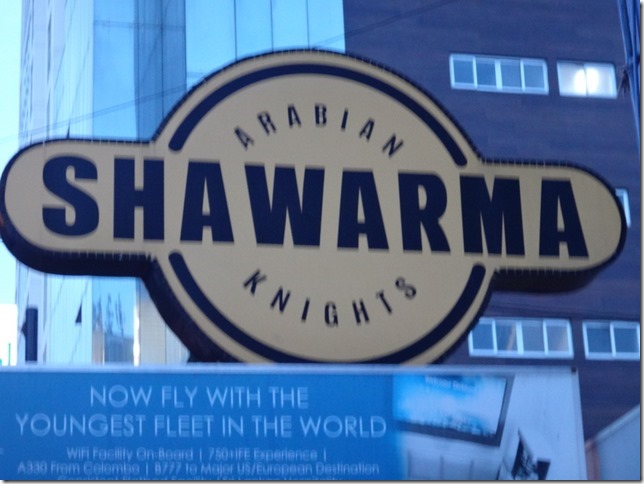 ARABIAN
SHAWARMA
KNIGHTS
NOW FLY WITH THE
YOUNGEST FLEET IN THE WORLD
WiFi Facility On-Board | 750+IFE Experience |
A330 From Colombo | B777 to Major US/European Destination